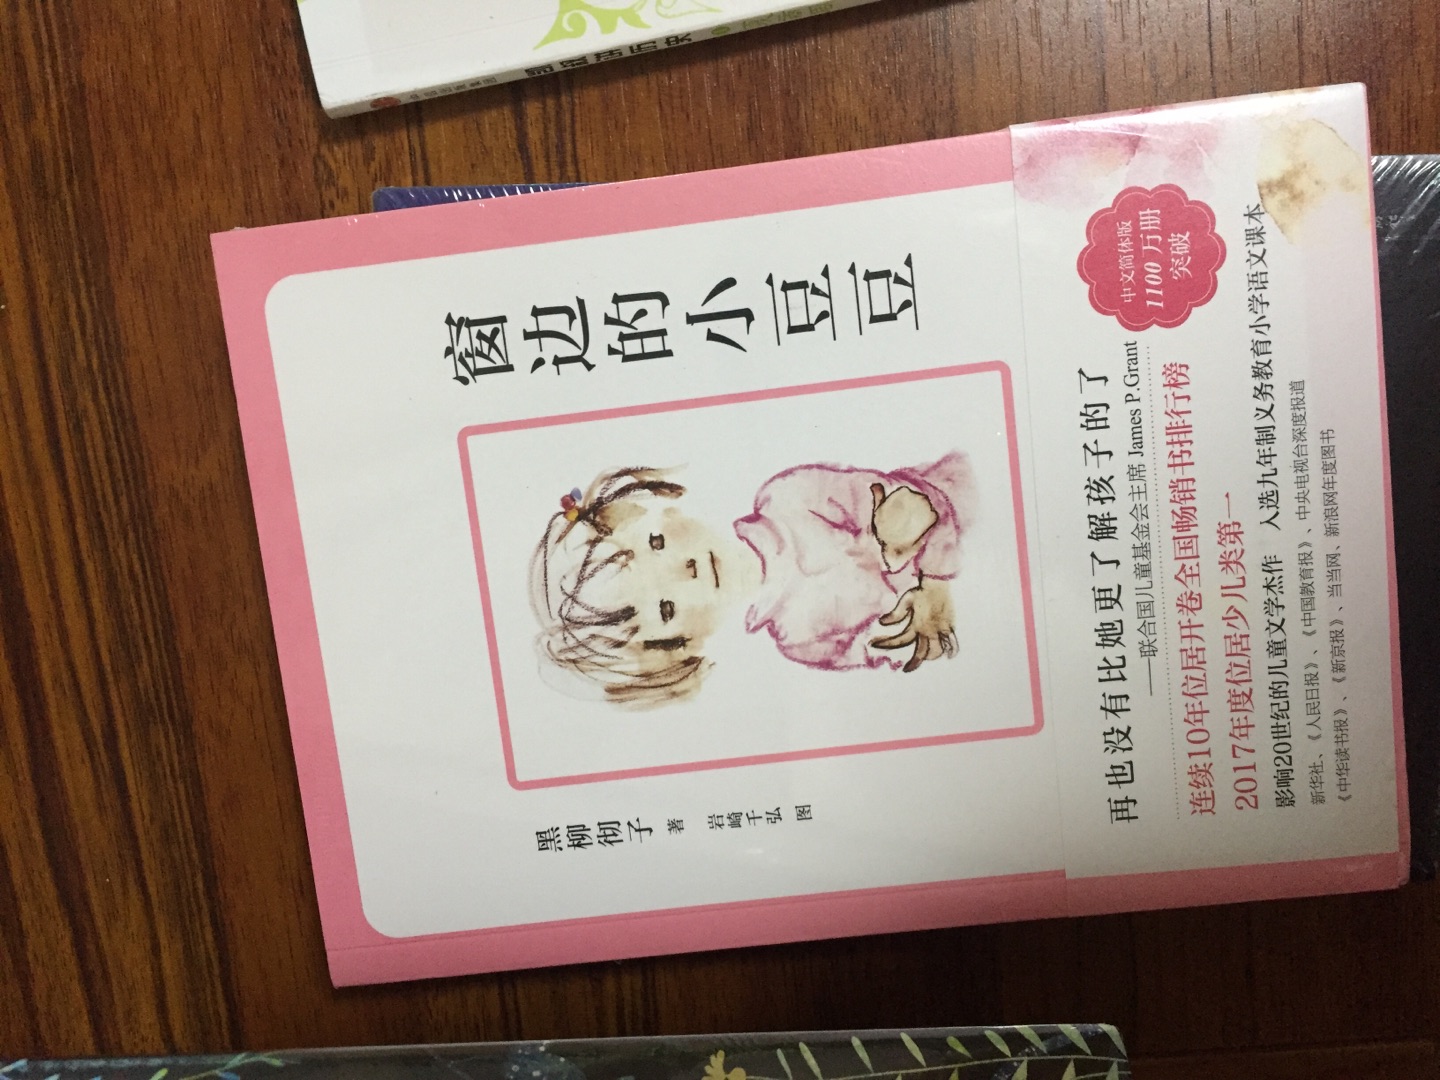 窗边的小豆豆
黑柳彻子 著
岩崎千弘 图
中文简体版
1100万册
突破
再也没有比她更了解孩子的了
——联合国儿童基金会主席 James P.Grant
连续10年位居开卷全国畅销书排行榜
2017年度位居少儿类第一
影响20世纪的儿童文学杰作 入选九年制义务教育小学语文课本
新华社、《人民日报》、《中国教育报》、中央电视台深度报道
《中华读书报》、《新京报》、当当网、新浪网年度图书